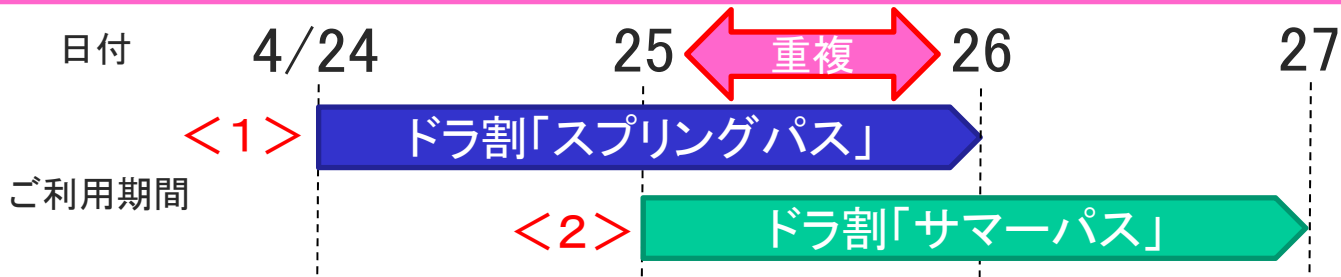 日付 4/24 25 重複 26 27
<1> ドラ割「スプリングパス」
ご利用期間
<2> ドラ割「サマーパス」